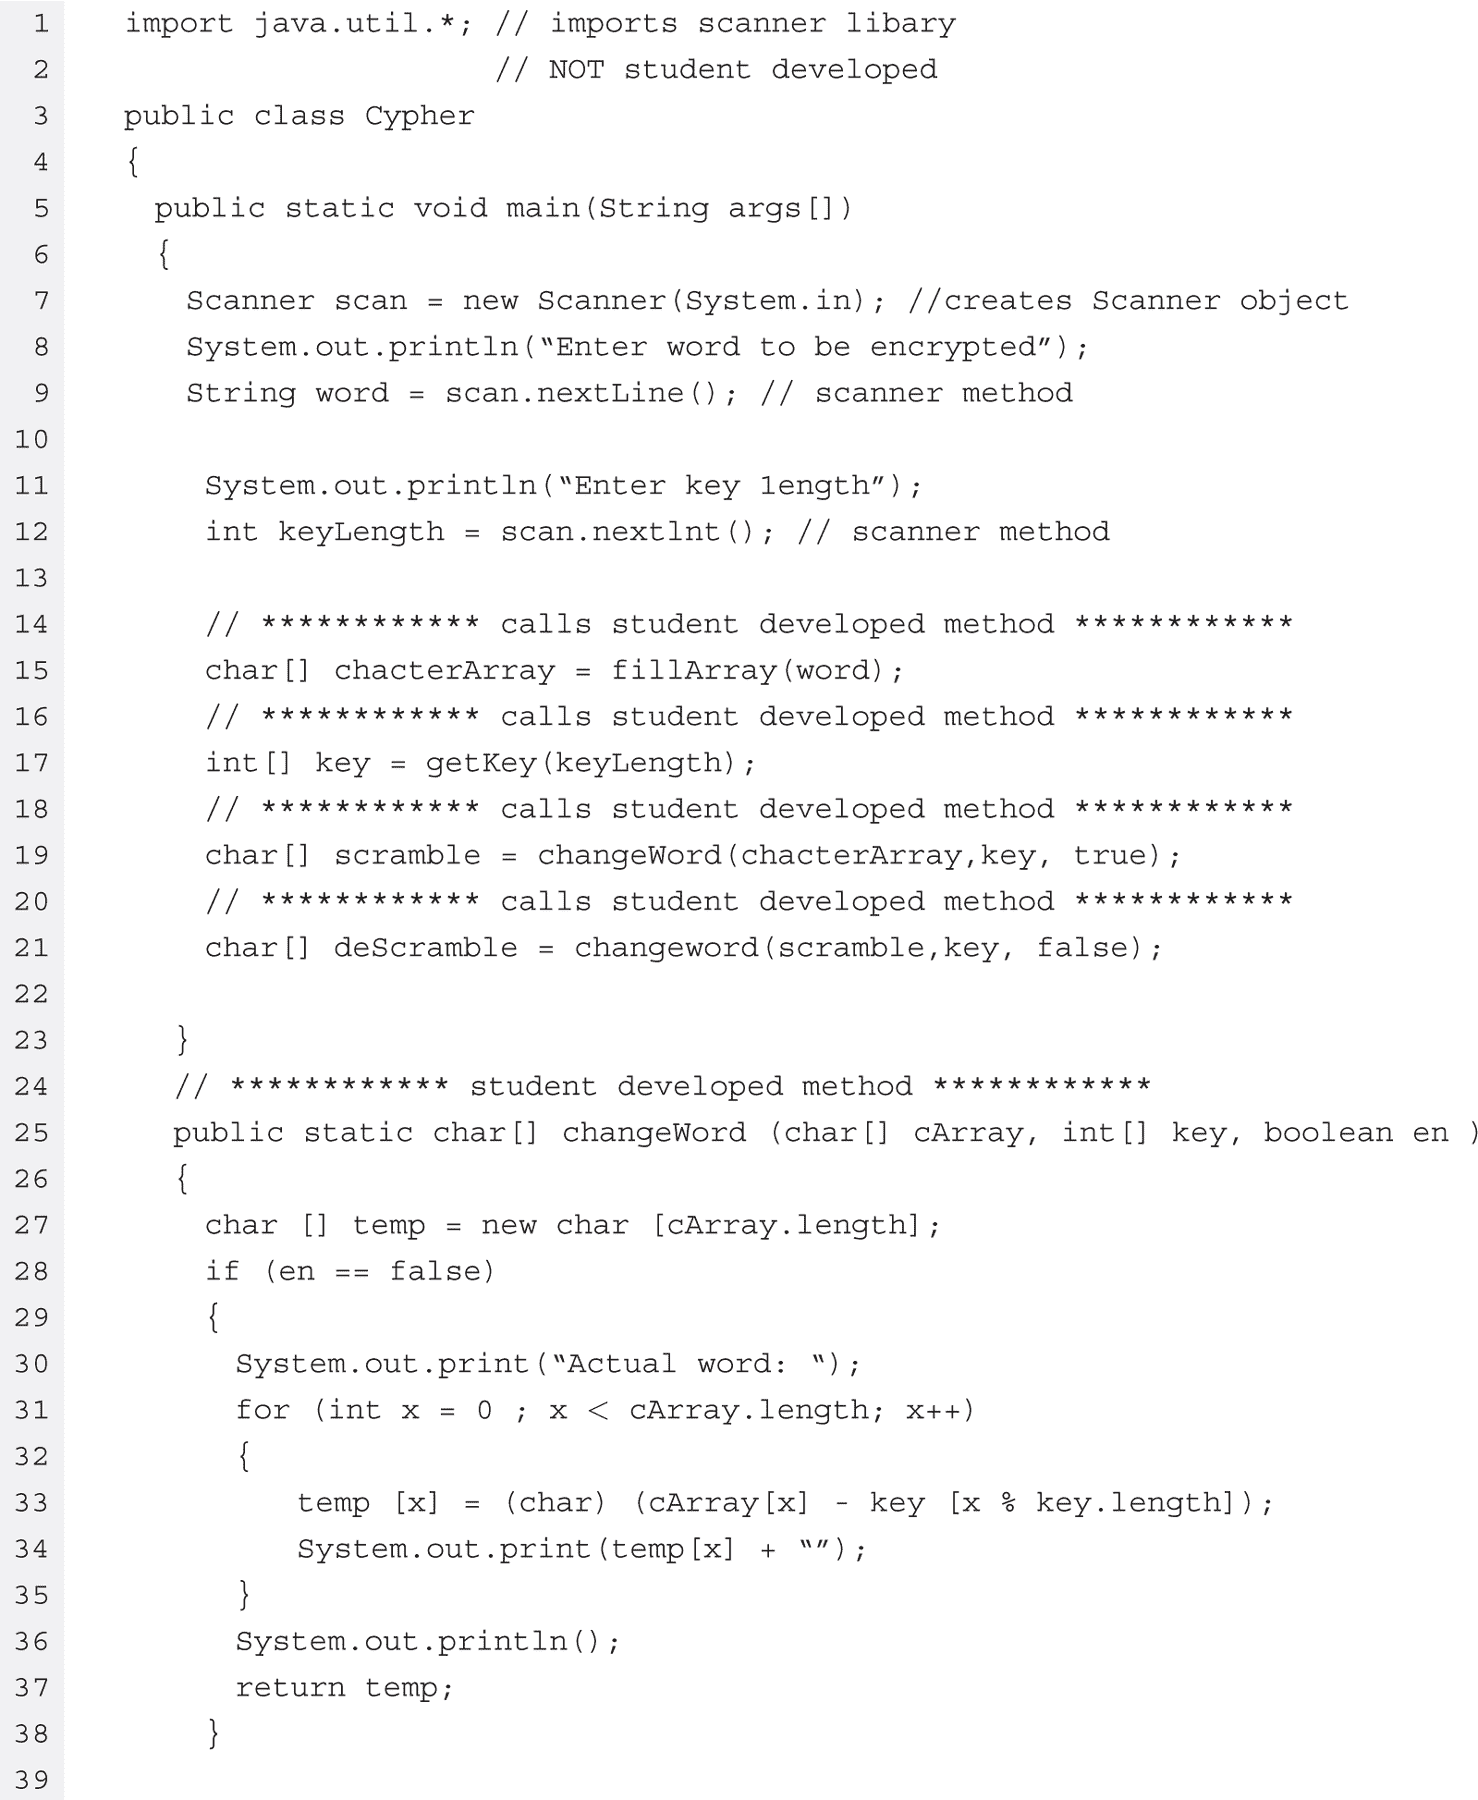 1 import java.util.*; // imports scanner libary
2 // NOT student developed
3 public class Cypher
4 {
5 public static void main(String args[])
6 {
7 Scanner scan = new Scanner(System.in); //creates Scanner object
8 System.out.println(“Enter word to be encrypted”);
9 String word = scan.nextLine(); // scanner method
10
11 System.out.println(“Enter key 1ength”);
12 int keyLength = scan.nextlnt(); // scanner method
13
14 // ************ calls student developed method ************
15 char[] chacterArray = fillArray(word);
16 // ************ calls student developed method ************
17 int[] key = getKey(keyLength);
18 // ************ calls student developed method ************
19 char[] scramble = changeWord(chacterArray,key, true);
20 // ************ calls student developed method ************
21 char[] deScramble = changeword(scramble,key, false);
22
23 }
24 // ************ student developed method ************
25 public static char[] changeWord (char[] cArray, int[] key, boolean en )
26 {
27 char [] temp = new char [cArray.length];
28 if (en == false)
29 {
30 System.out.print(“Actual word: “);
31 for (int x = 0 ; x < cArray.length; x++)
32 {
33 temp [x] = (char) (cArray[x] - key [x % key.length]);
34 System.out.print(temp[x] + “”);
35 }
36 System.out.println();
37 return temp;
38 }
39